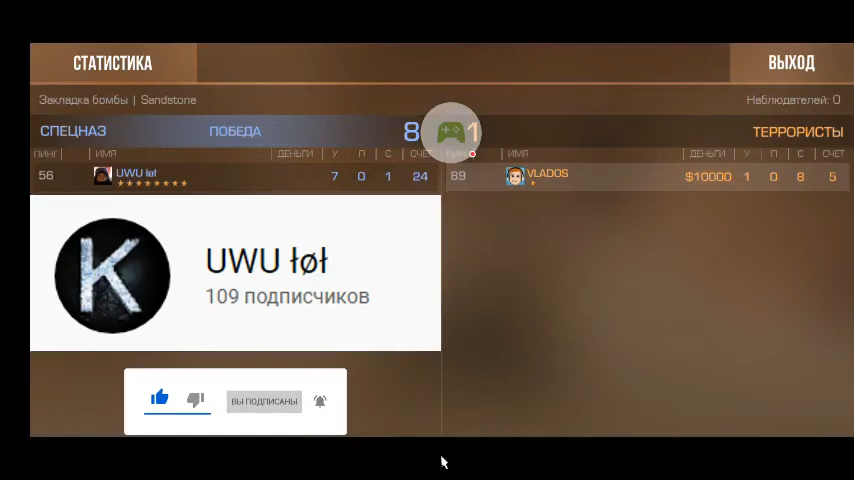 СТАТИСТИКА
ВЫХОД
Закладка бомбы | Sandstone
Наблюдателей: 0
СПЕЦНАЗ ПОБЕДА 8 1 ТЕРРОРИСТЫ
ПИНГ ИМЯ ДЕНЬГИ У П С СЧЕТ ПИНГ ИМЯ ДЕНЬГИ У П С СЧЕТ
56 UWU łøł 7 0 1 24 89 VLADOS $10000 1 0 8 5
K
UWU łøł
109 подписчиков
ВЫ ПОДПИСАНЫ